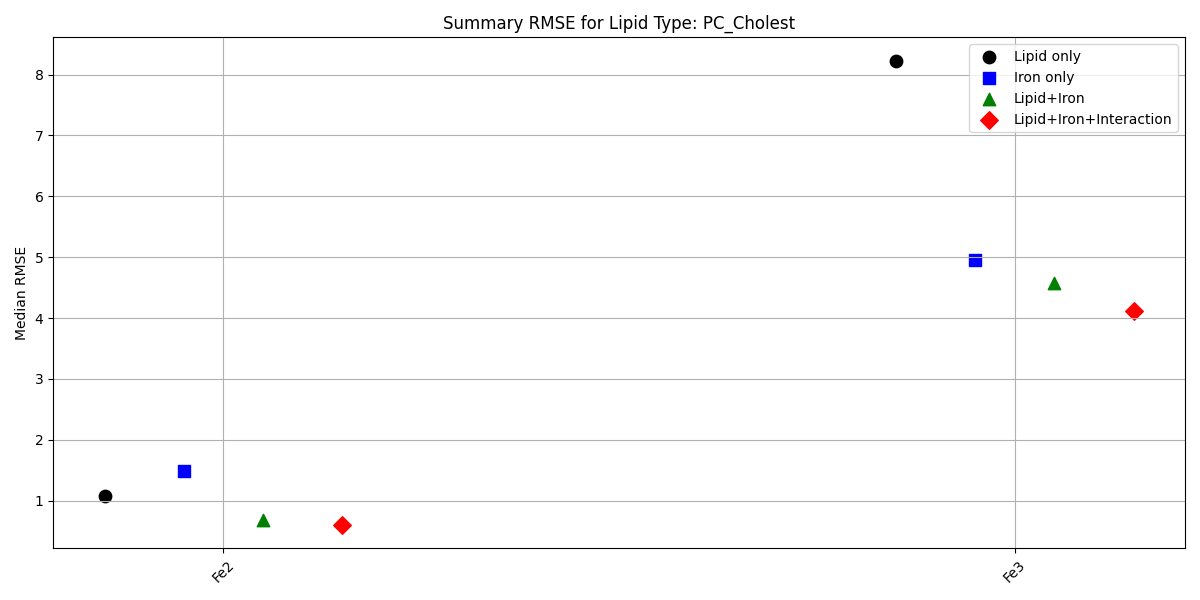 Summary RMSE for Lipid Type: PC_Cholest
Lipid only
Iron only
Lipid+Iron
Lipid+Iron+Interaction
Median RMSE
8
7
6
5
4
3
2
1
Fe2
Fe3